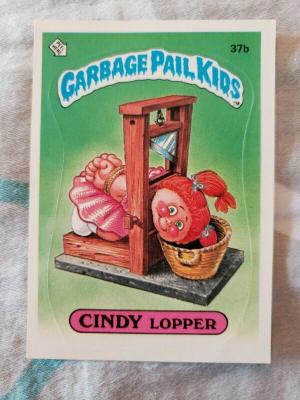 37b
GARBAGE PAIL KIDS
TM
CINDY LOPPER